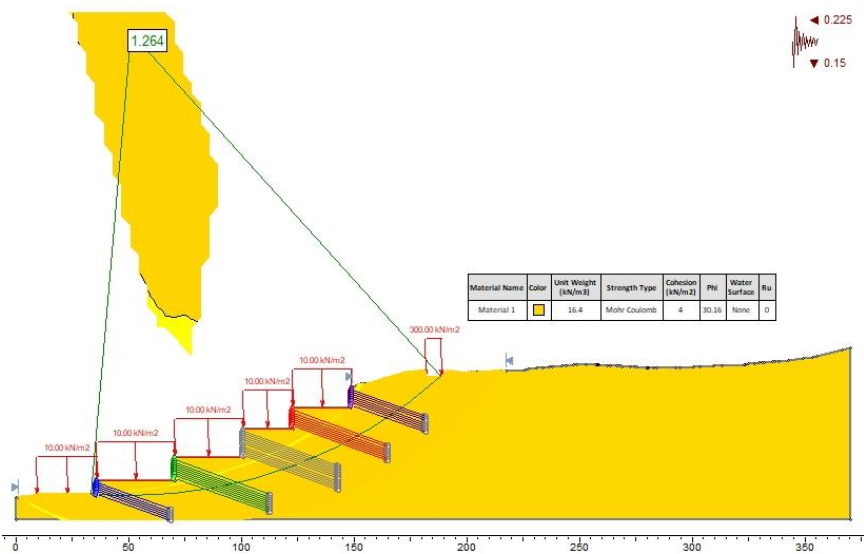 1.264
◄ 0.225
▼ 0.15
Material Name Color Unit Weight (kN/m3) Strength Type Cohesion (kN/m2) Phi Water Surface Ru
Material 1 16.4 Mohr Coulomb 4 30.16 None 0
300.00 kN/m2
10.00 kN/m2
10.00 kN/m2
10.00 kN/m2
10.00 kN/m2
10.00 kN/m2
10.00 kN/m2
0 50 100 150 200 250 300 350